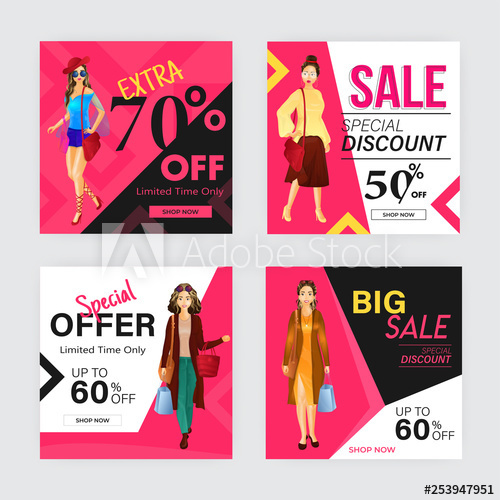 EXTRA
70%
OFF
Limited Time Only
SHOP NOW
SALE
SPECIAL
DISCOUNT
50% OFF
SHOP NOW
Special
OFFER
Limited Time Only
UP TO
60% OFF
SHOP NOW
BIG
SALE
SPECIAL
DISCOUNT
UP TO
60% OFF
SHOP NOW
Adobe Stock
#253947951